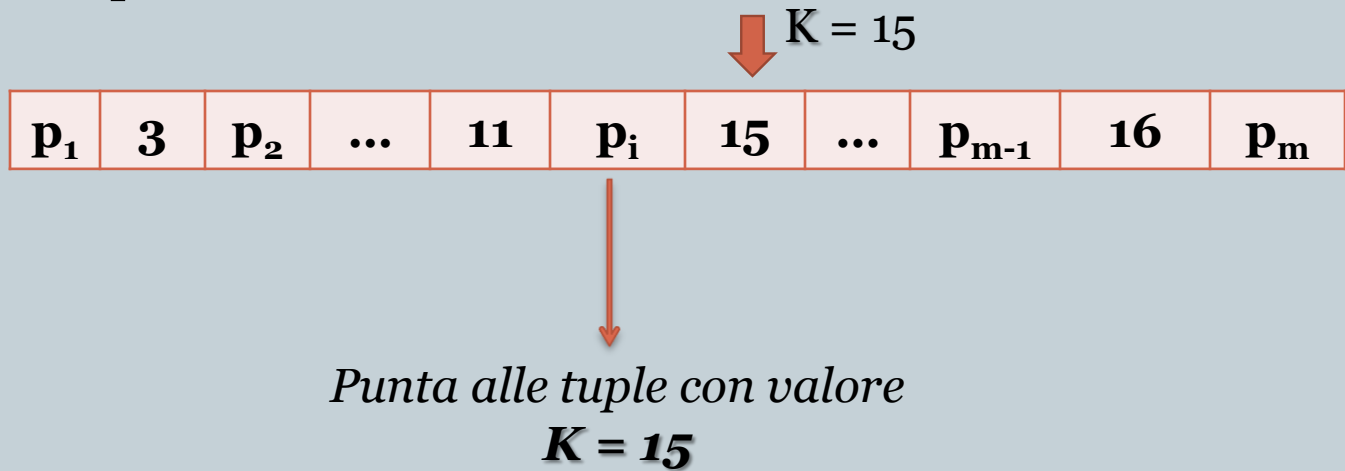 K = 15
p₁ 3 p₂ ... 11 pᵢ 15 ... pₘ₋₁ 16 pₘ
Punta alle tuple con valore
K = 15